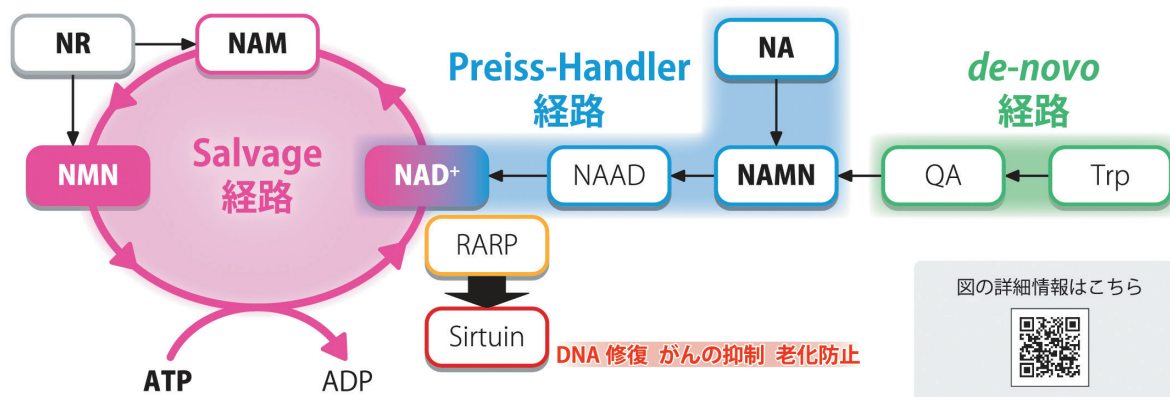 NR
NAM
NMN
Salvage
経路
NAD+
Preiss-Handler
経路
NA
NAAD
NAMN
de-novo
経路
QA
Trp
RARP
Sirtuin
DNA 修復 がんの抑制 老化防止
ATP
ADP
図の詳細情報はこちら